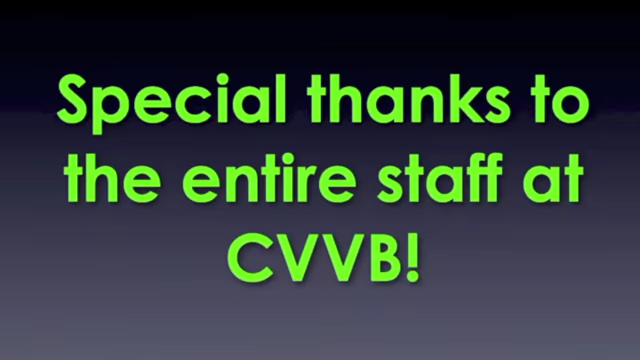 Special thanks to
the entire staff at
CVVB!